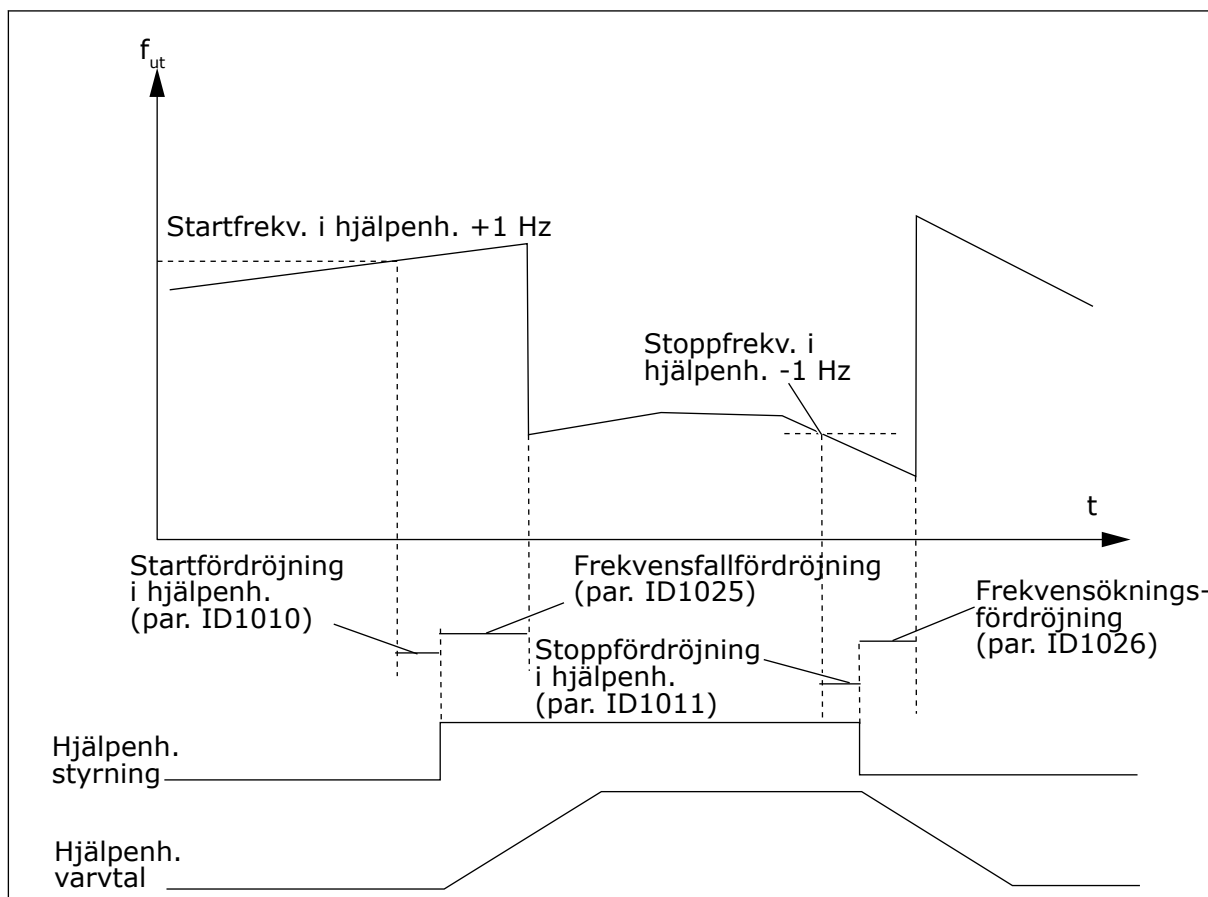 f_ut
Startfrekv. i hjälpenh. +1 Hz
Stoppfrekv. i
hjälpenh. -1 Hz
t
Startfördröjning
i hjälpenh.
(par. ID1010)
Frekvensfallfördröjning
(par. ID1025)
Stoppfördröjning
i hjälpenh.
(par. ID1011)
Frekvensöknings-
fördröjning
(par. ID1026)
Hjälpenh.
styrning
Hjälpenh.
varvtal